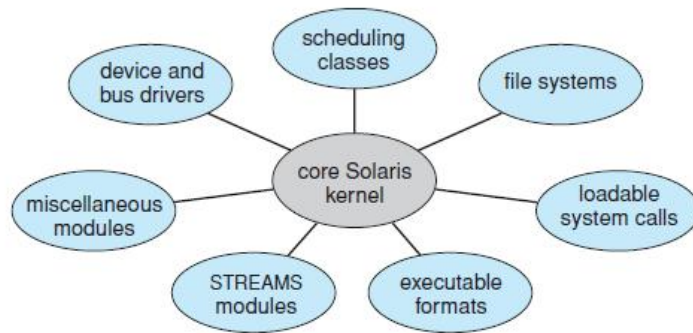 scheduling
classes
device and
bus drivers
file systems
core Solaris
kernel
miscellaneous
modules
loadable
system calls
STREAMS
modules
executable
formats